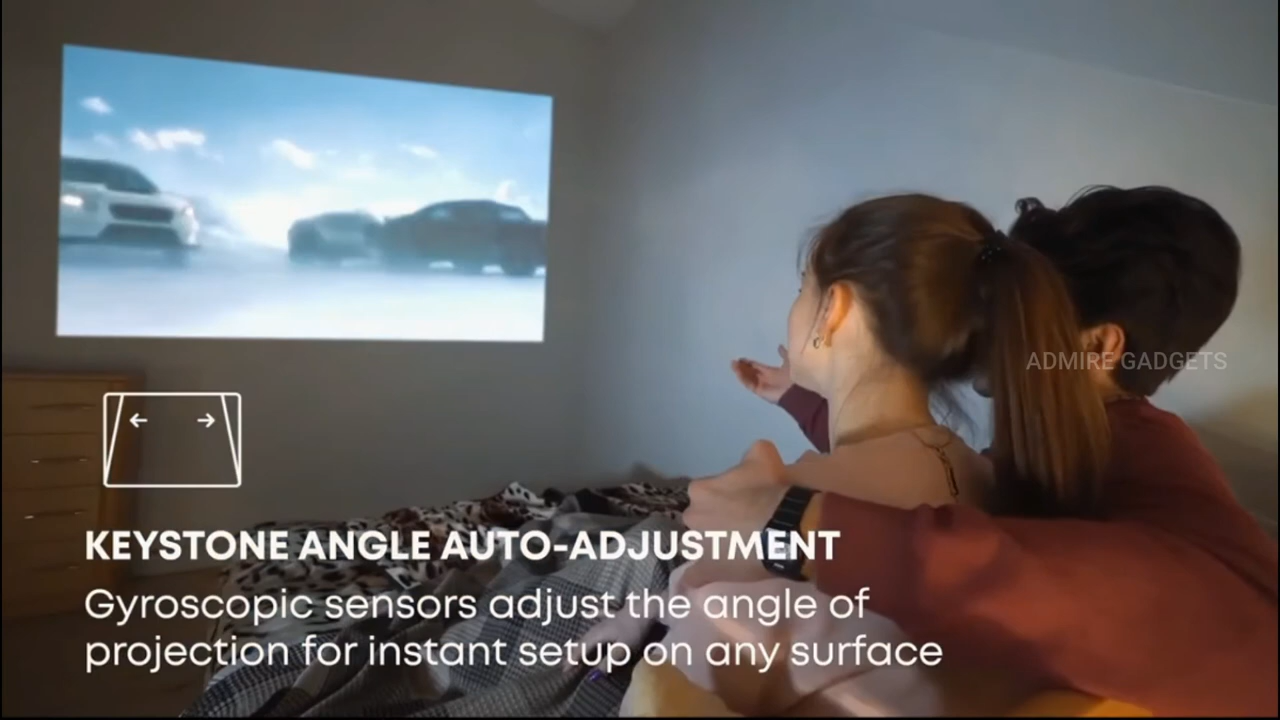 ADMIRE GADGETS
KEYSTONE ANGLE AUTO-ADJUSTMENT
Gyroscopic sensors adjust the angle of
projection for instant setup on any surface